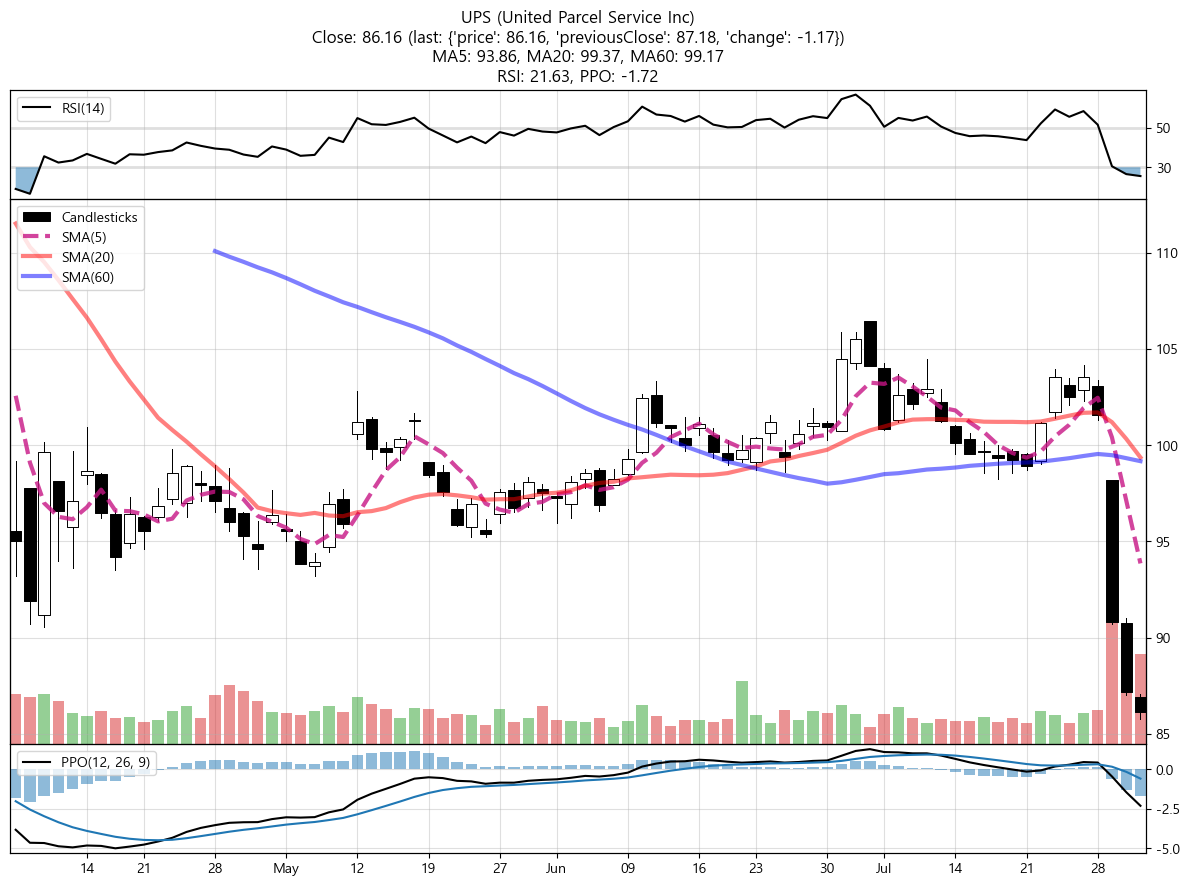 UPS (United Parcel Service Inc)
Close: 86.16 (last: {'price': 86.16, 'previousClose': 87.18, 'change': -1.17})
MA5: 93.86, MA20: 99.37, MA60: 99.17
RSI: 21.63, PPO: -1.72
RSI(14)
50
30
Candlesticks
SMA(5)
SMA(20)
SMA(60)
110
105
100
95
90
85
PPO(12, 26, 9)
0.0
-2.5
-5.0
14 21 28 May 12 19 27 Jun 09 16 23 30 Jul 14 21 28